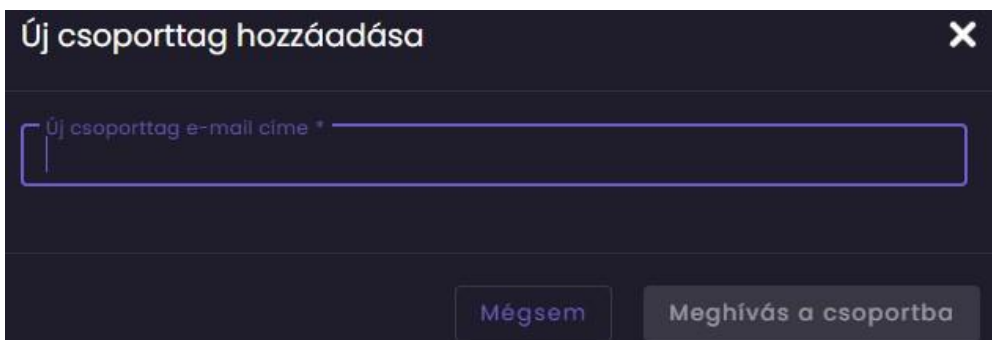 Új csoporttag hozzáadása
Új csoporttag e-mail címe *
Mégsem
Meghívás a csoportba